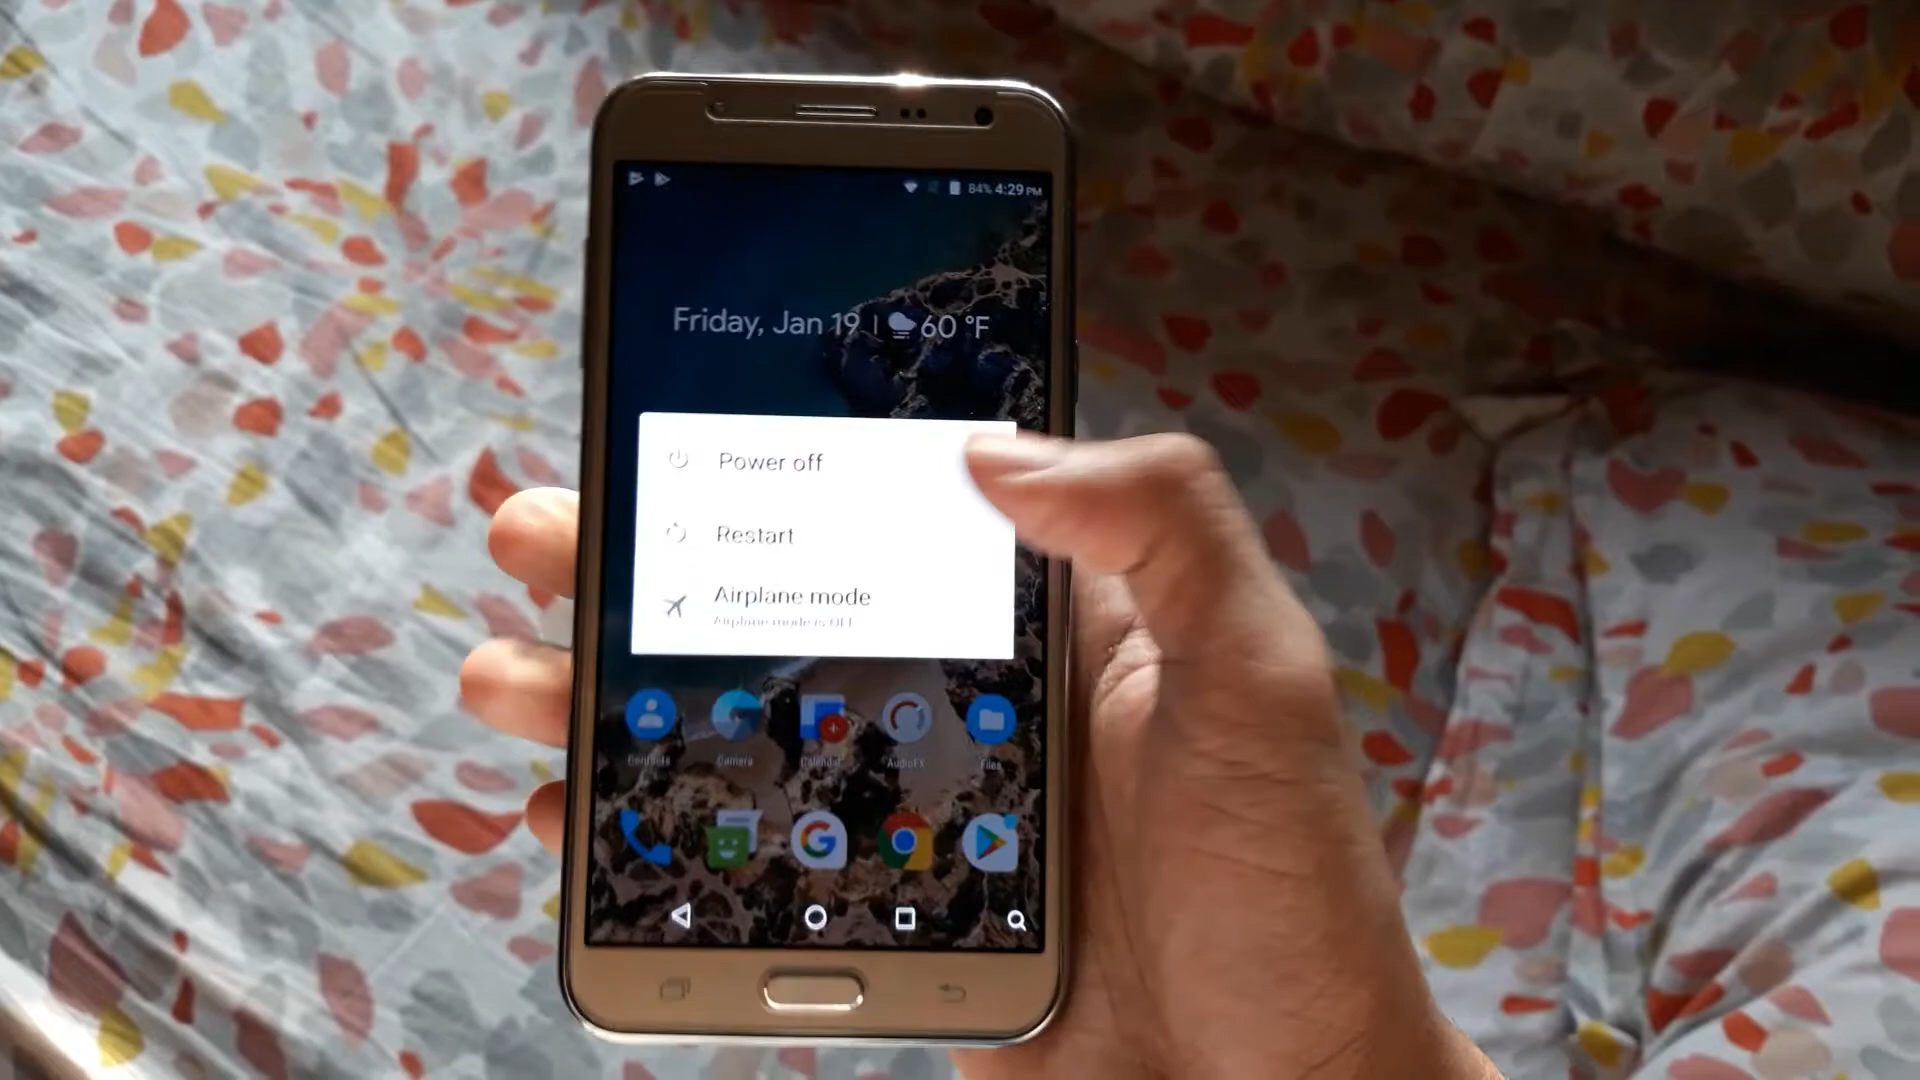 84% 4:29 PM
Friday, Jan 19 | 60 °F
Power off
Restart
Airplane mode
Airplane mode is OFF
Contacts Camera Calendar AudioFX Files